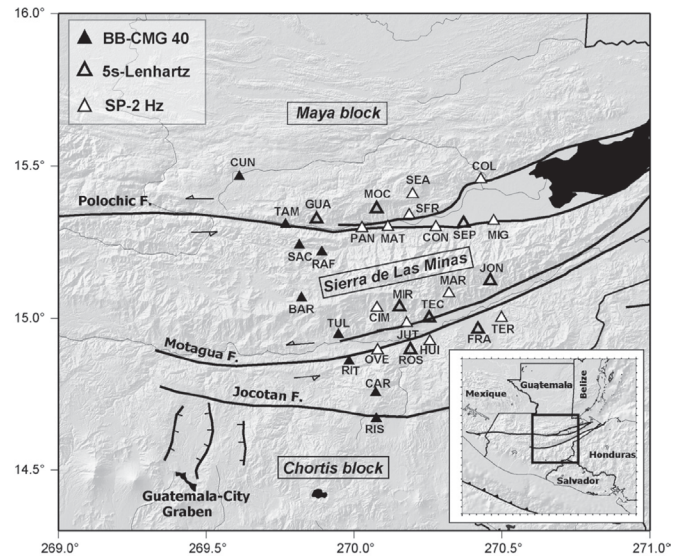 16.0°
BB-CMG 40
5s-Lenhartz
SP-2 Hz
Maya block
15.5°
CUN
COL
SEA
MOC
SFR
GUA
TAM
Polochic F.
PAN
MAT
CON
SEP
MIG
SAC
RAF
Sierra de Las Minas
JON
MAR
BAR
MIR
TEC
CIM
15.0°
TUL
JUT
FRA
TER
HUI
Motagua F.
OVE
ROS
RIT
Jocotan F.
CAR
RIS
14.5°
Chortis block
Guatemala-City
Graben
Mexique
Guatemala
Belize
Honduras
Salvador
269.0°
269.5°
270.0°
270.5°
271.0°